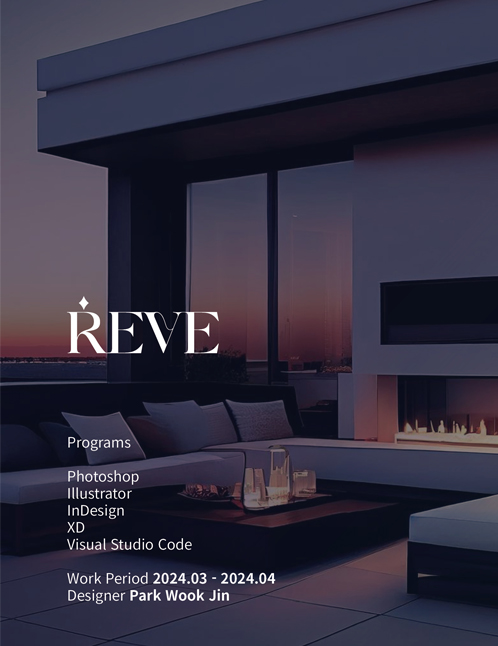 REVE
Programs
Photoshop
Illustrator
InDesign
XD
Visual Studio Code
Work Period 2024.03 - 2024.04
Designer Park Wook Jin